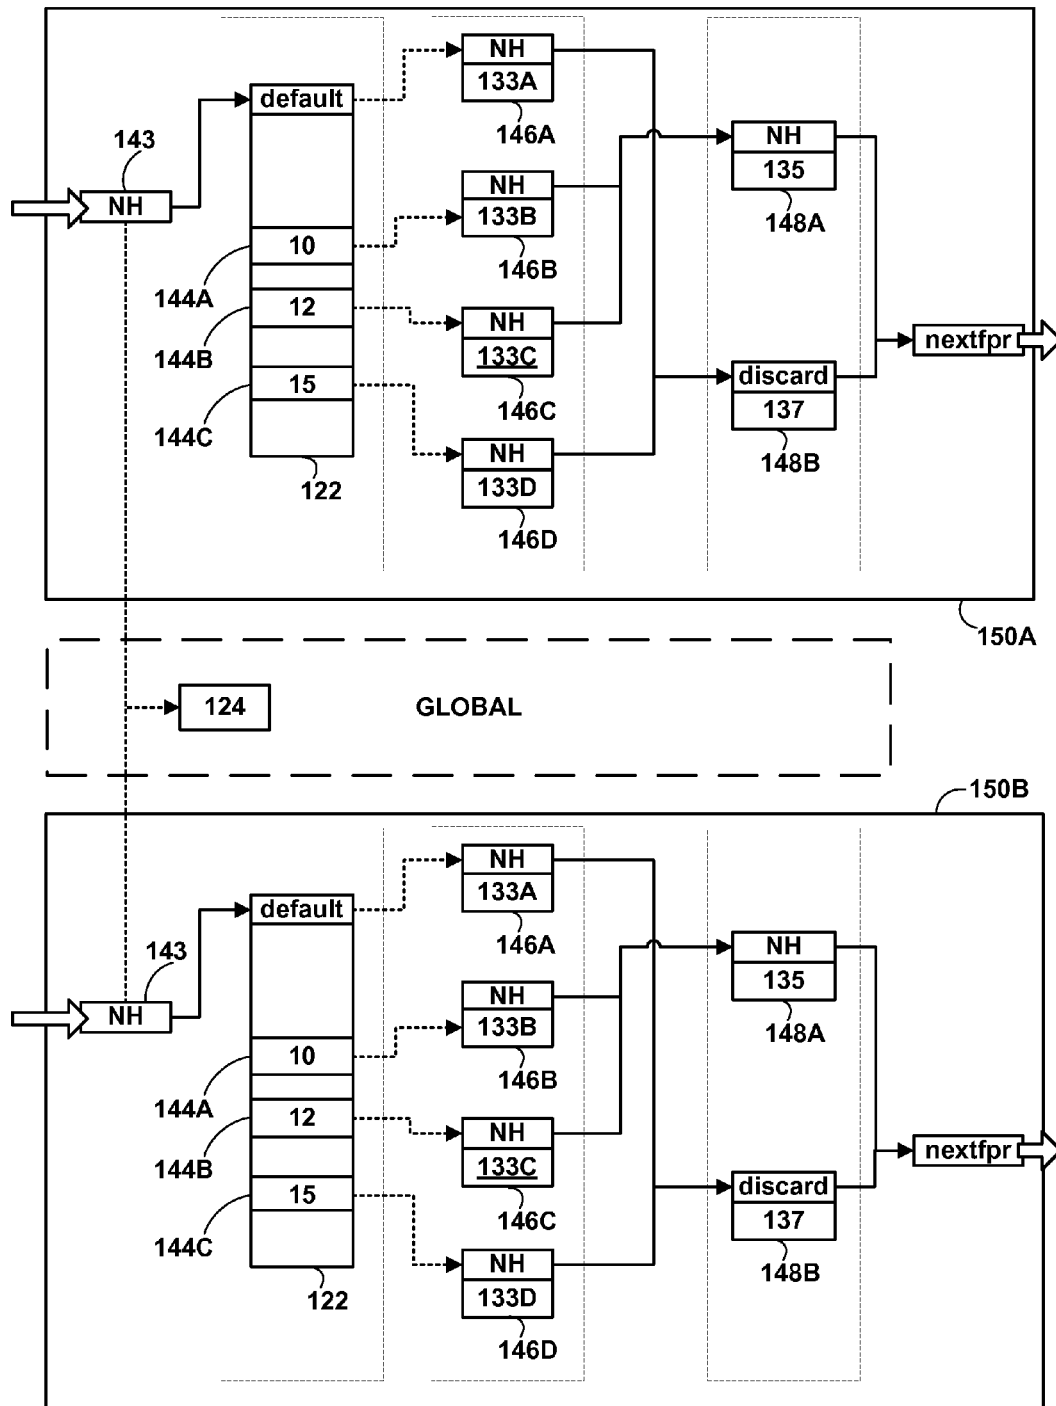 NH
133A
146A
default
143
NH
NH
135
148A
NH
133B
146B
10
144A
12
144B
NH
133C
146C
nextfpr
15
144C
discard
137
148B
NH
133D
146D
122
150A
124
GLOBAL
150B
NH
133A
146A
default
143
NH
NH
135
148A
NH
133B
146B
10
144A
12
144B
NH
133C
146C
nextfpr
15
144C
discard
137
148B
NH
133D
146D
122